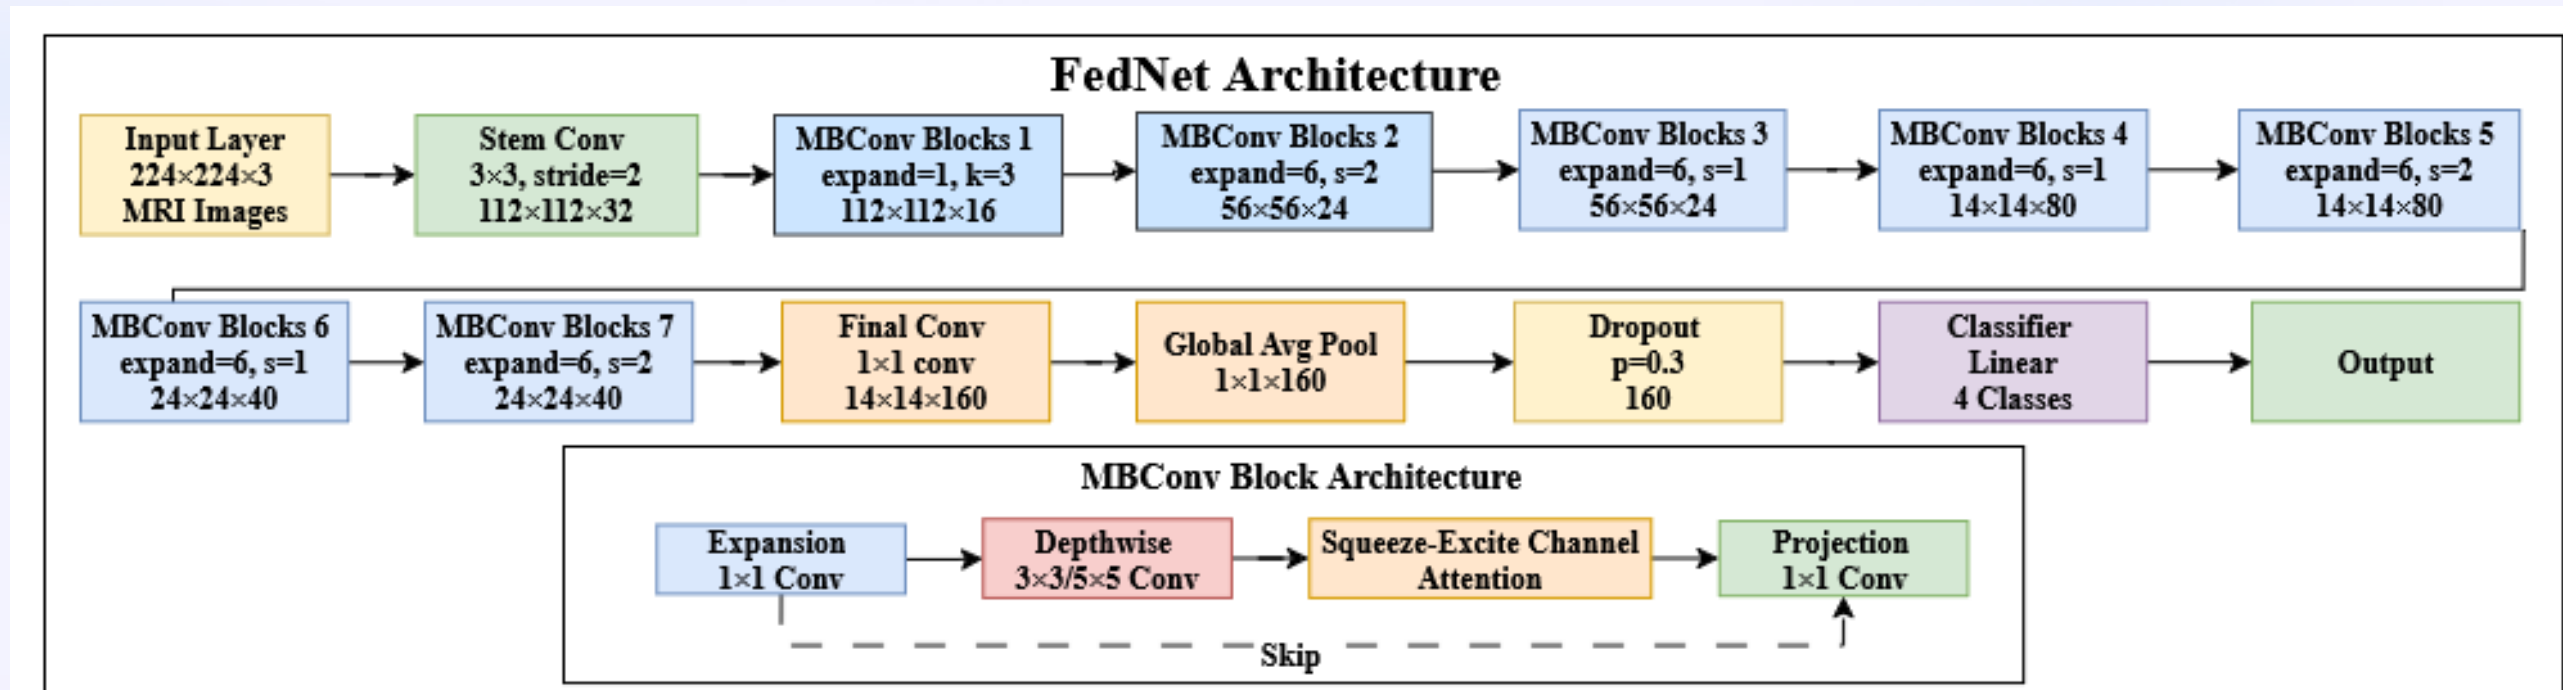 FedNet Architecture
Input Layer
224×224×3
MRI Images
Stem Conv
3×3, stride=2
112×112×32
MBConv Blocks 1
expand=1, k=3
112×112×16
MBConv Blocks 2
expand=6, s=2
56×56×24
MBConv Blocks 3
expand=6, s=1
56×56×24
MBConv Blocks 4
expand=6, s=1
14×14×80
MBConv Blocks 5
expand=6, s=2
14×14×80
MBConv Blocks 6
expand=6, s=1
24×24×40
MBConv Blocks 7
expand=6, s=2
24×24×40
Final Conv
1×1 conv
14×14×160
Global Avg Pool
1×1×160
Dropout
p=0.3
160
Classifier
Linear
4 Classes
Output
MBConv Block Architecture
Expansion
1×1 Conv
Depthwise
3×3/5×5 Conv
Squeeze-Excite Channel
Attention
Projection
1×1 Conv
Skip